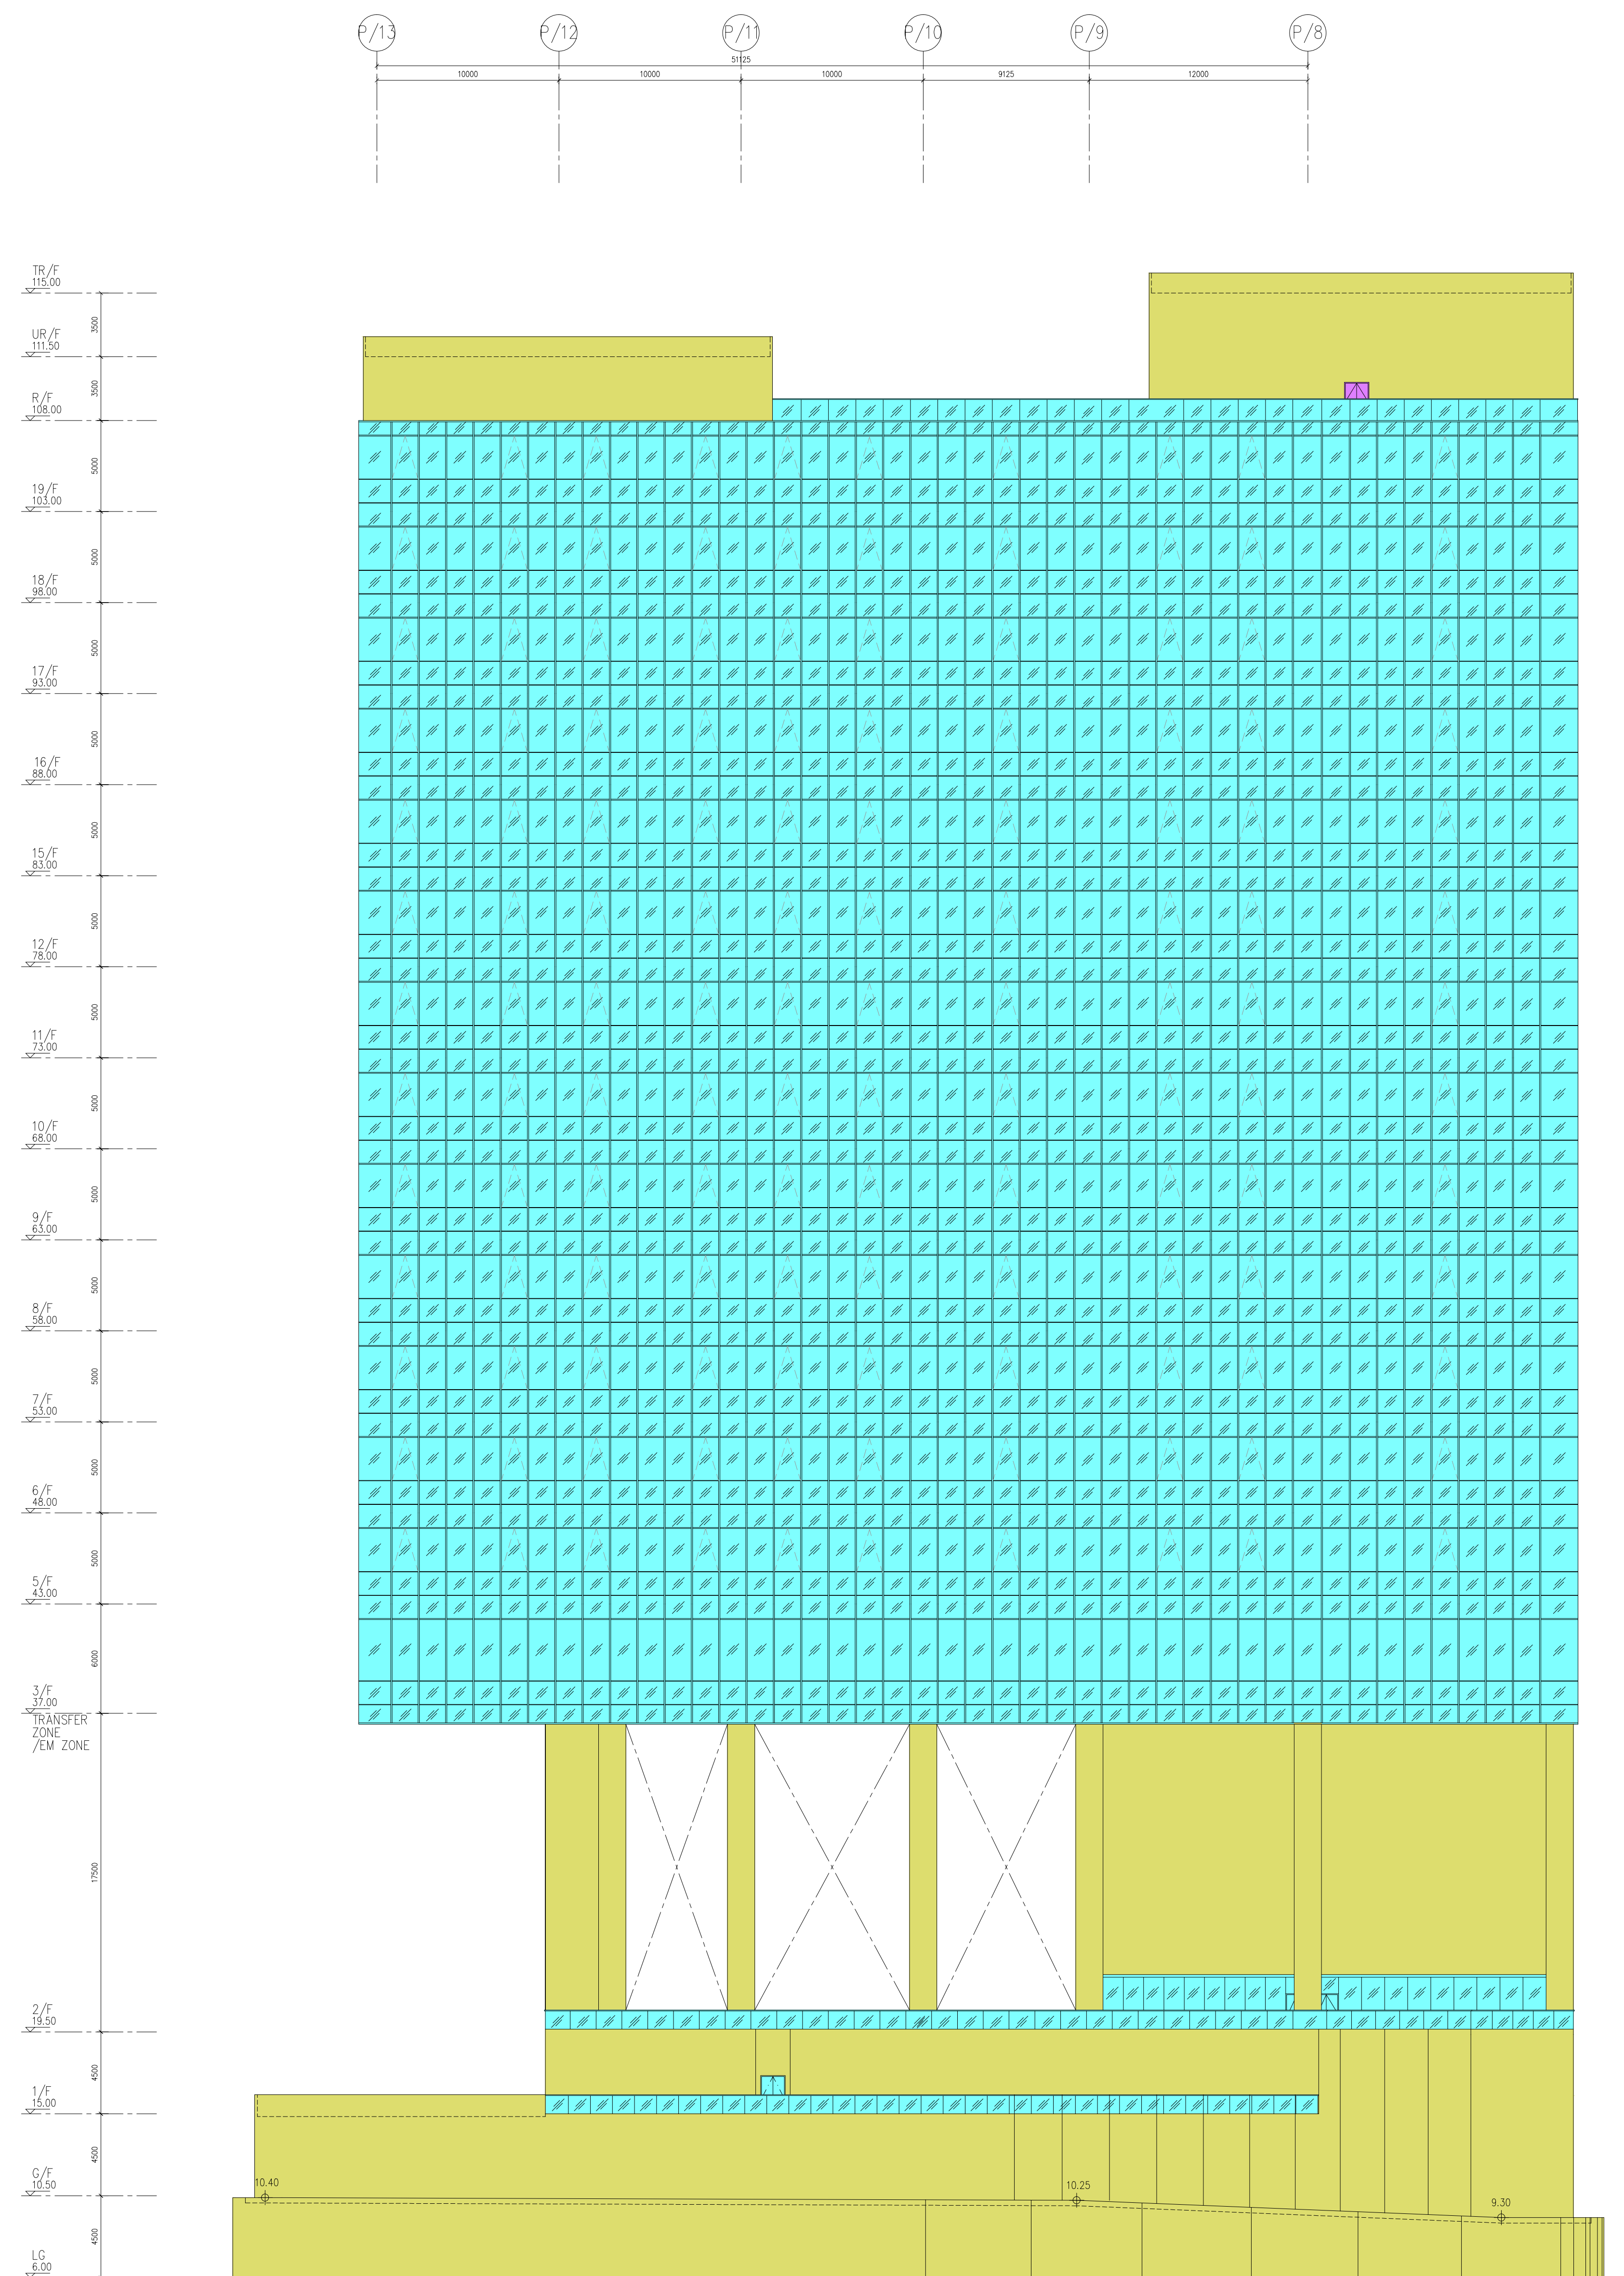 P/13 P/12 P/11 P/10 P/9 P/8
51125
10000 10000 10000 9125 12000
TR/F
115.00
3500
UR/F
111.50
3500
R/F
108.00
5000
19/F
103.00
5000
18/F
98.00
5000
17/F
93.00
5000
16/F
88.00
5000
15/F
83.00
5000
12/F
78.00
5000
11/F
73.00
5000
10/F
68.00
5000
9/F
63.00
5000
8/F
58.00
5000
7/F
53.00
5000
6/F
48.00
5000
5/F
43.00
6000
3/F
37.00
TRANSFER
ZONE
/EM ZONE
17500
2/F
19.50
4500
1/F
15.00
4500
G/F
10.50
10.40
10.25
9.30
4500
LG
6.00